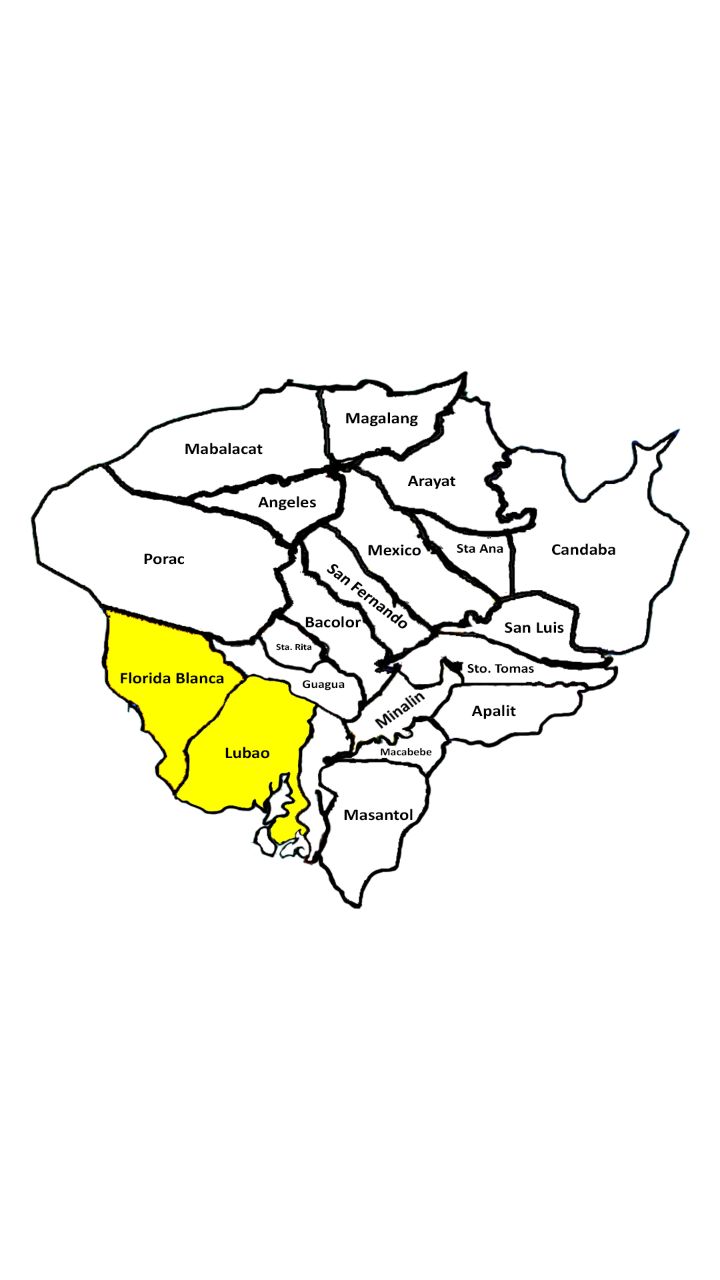 Magalang
Mabalacat
Arayat
Angeles
Mexico
Sta Ana
Candaba
Porac
San Fernando
Bacolor
San Luis
Sta. Rita
Sto. Tomas
Florida Blanca
Guagua
Minalin
Apalit
Lubao
Macabebe
Masantol